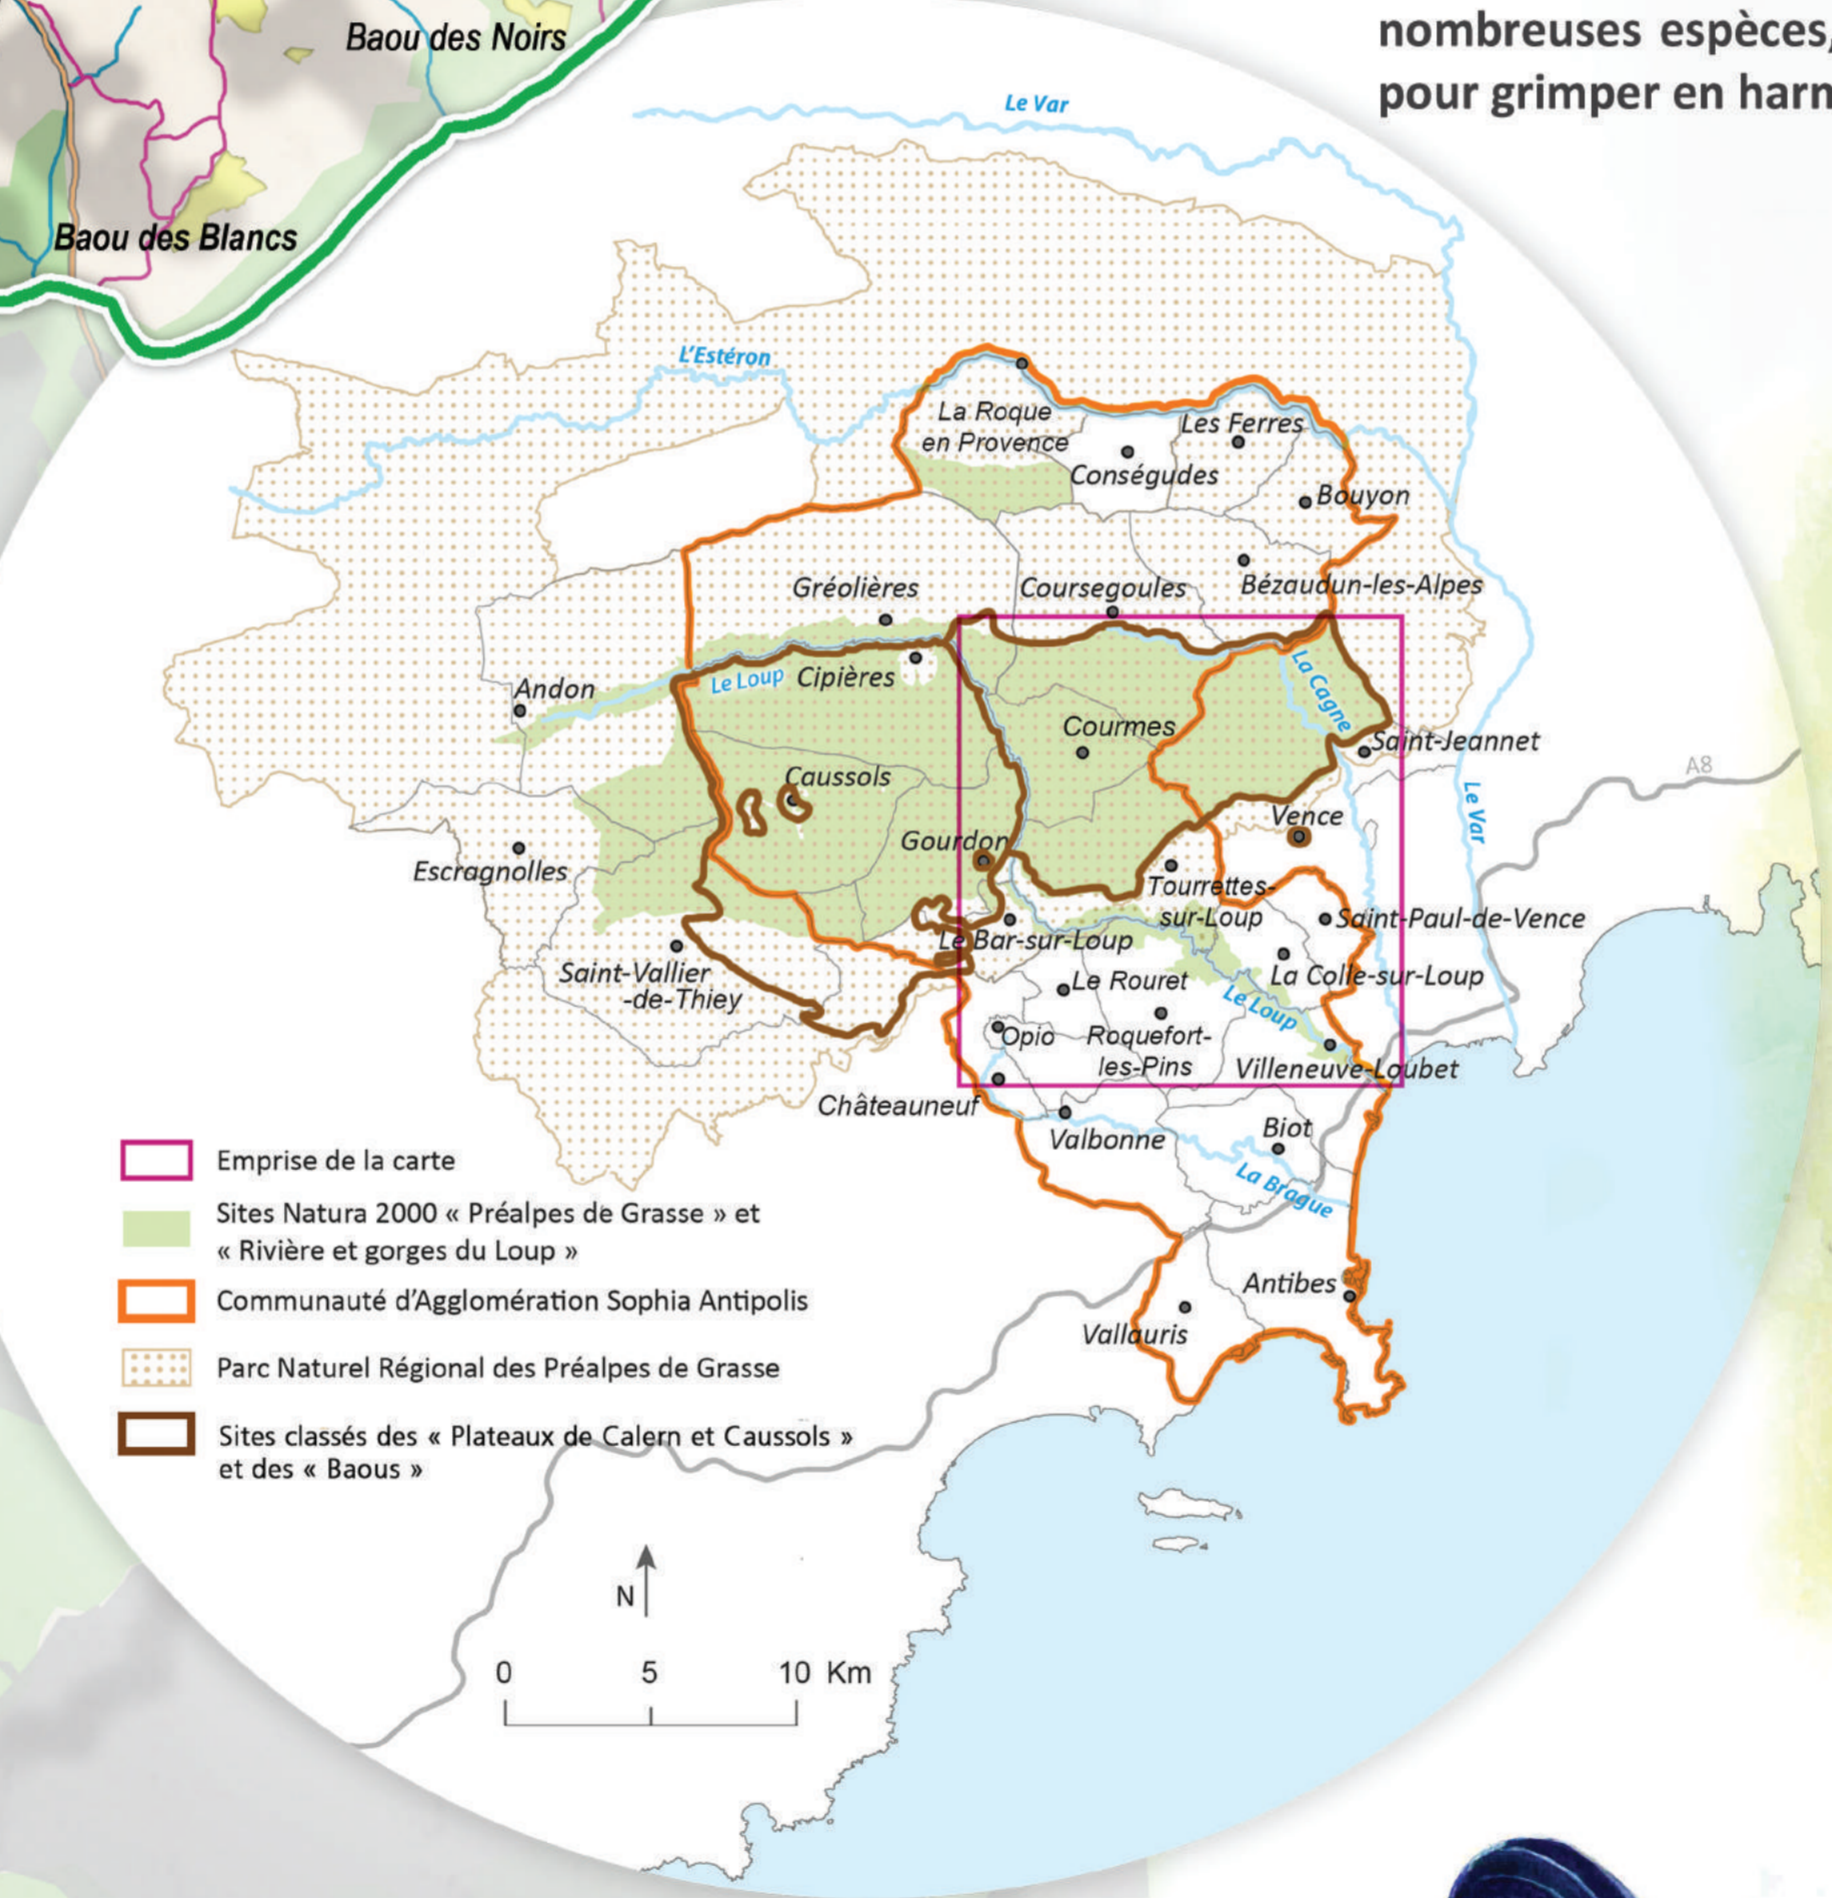 nombreuses espèces,
pour grimper en harm
Baou des Noirs
Baou des Blancs
Le Var
L'Estéron
La Roque
en Provence
Les Ferres
Conségudes
Bouyon
Gréolières
Coursegoules
Bézaudun-les-Alpes
Andon
Le Loup
Cipières
La Cagne
Courmes
Saint-Jeannet
A8
Caussols
Le Var
Vence
Gourdon
Escragnolles
Tourrettes-
sur-Loup
Saint-Paul-de-Vence
Le Bar-sur-Loup
Saint-Vallier
-de-Thiey
Le Rouret
La Colle-sur-Loup
Le Loup
Opio
Roquefort-
les-Pins
Villeneuve-Loubet
Châteauneuf
Valbonne
Biot
La Brague
Antibes
Vallauris
Emprise de la carte
Sites Natura 2000 « Préalpes de Grasse » et
« Rivière et gorges du Loup »
Communauté d'Agglomération Sophia Antipolis
Parc Naturel Régional des Préalpes de Grasse
Sites classés des « Plateaux de Calern et Caussols »
et des « Baous »
N
0 5 10 Km